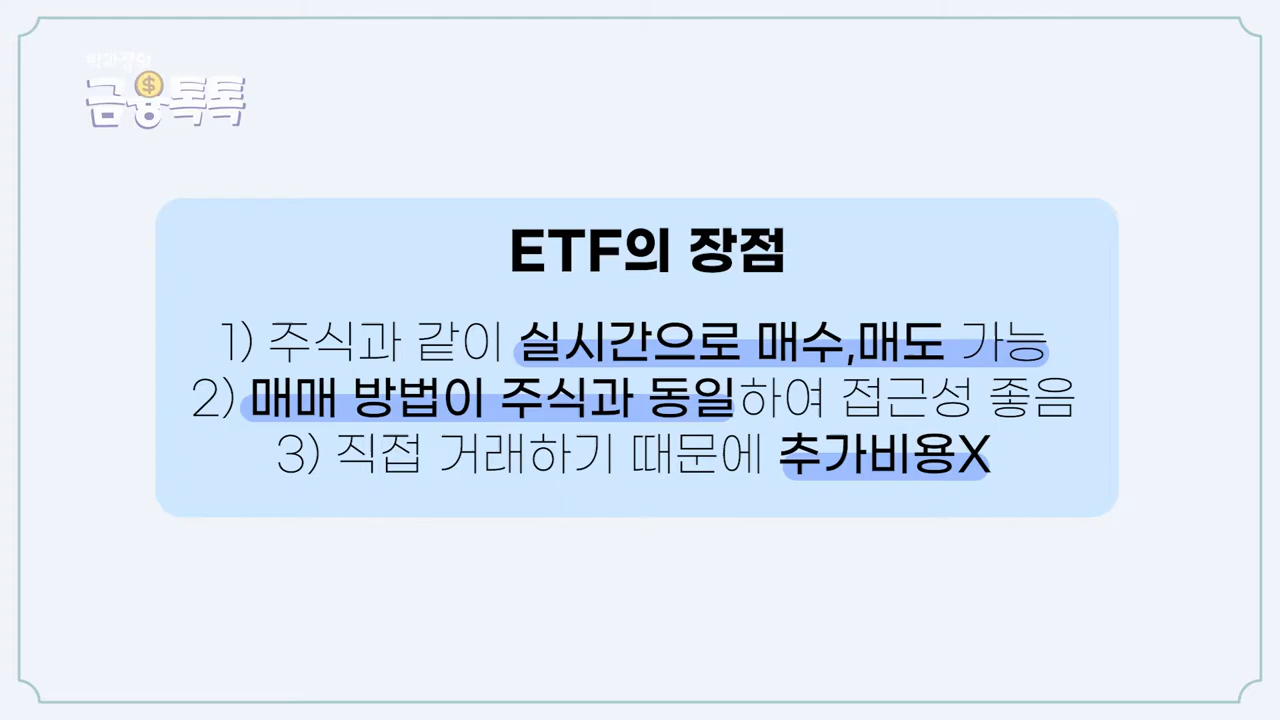 금융톡톡
ETF의 장점
1) 주식과 같이 실시간으로 매수,매도 가능
2) 매매 방법이 주식과 동일하여 접근성 좋음
3) 직접 거래하기 때문에 추가비용X